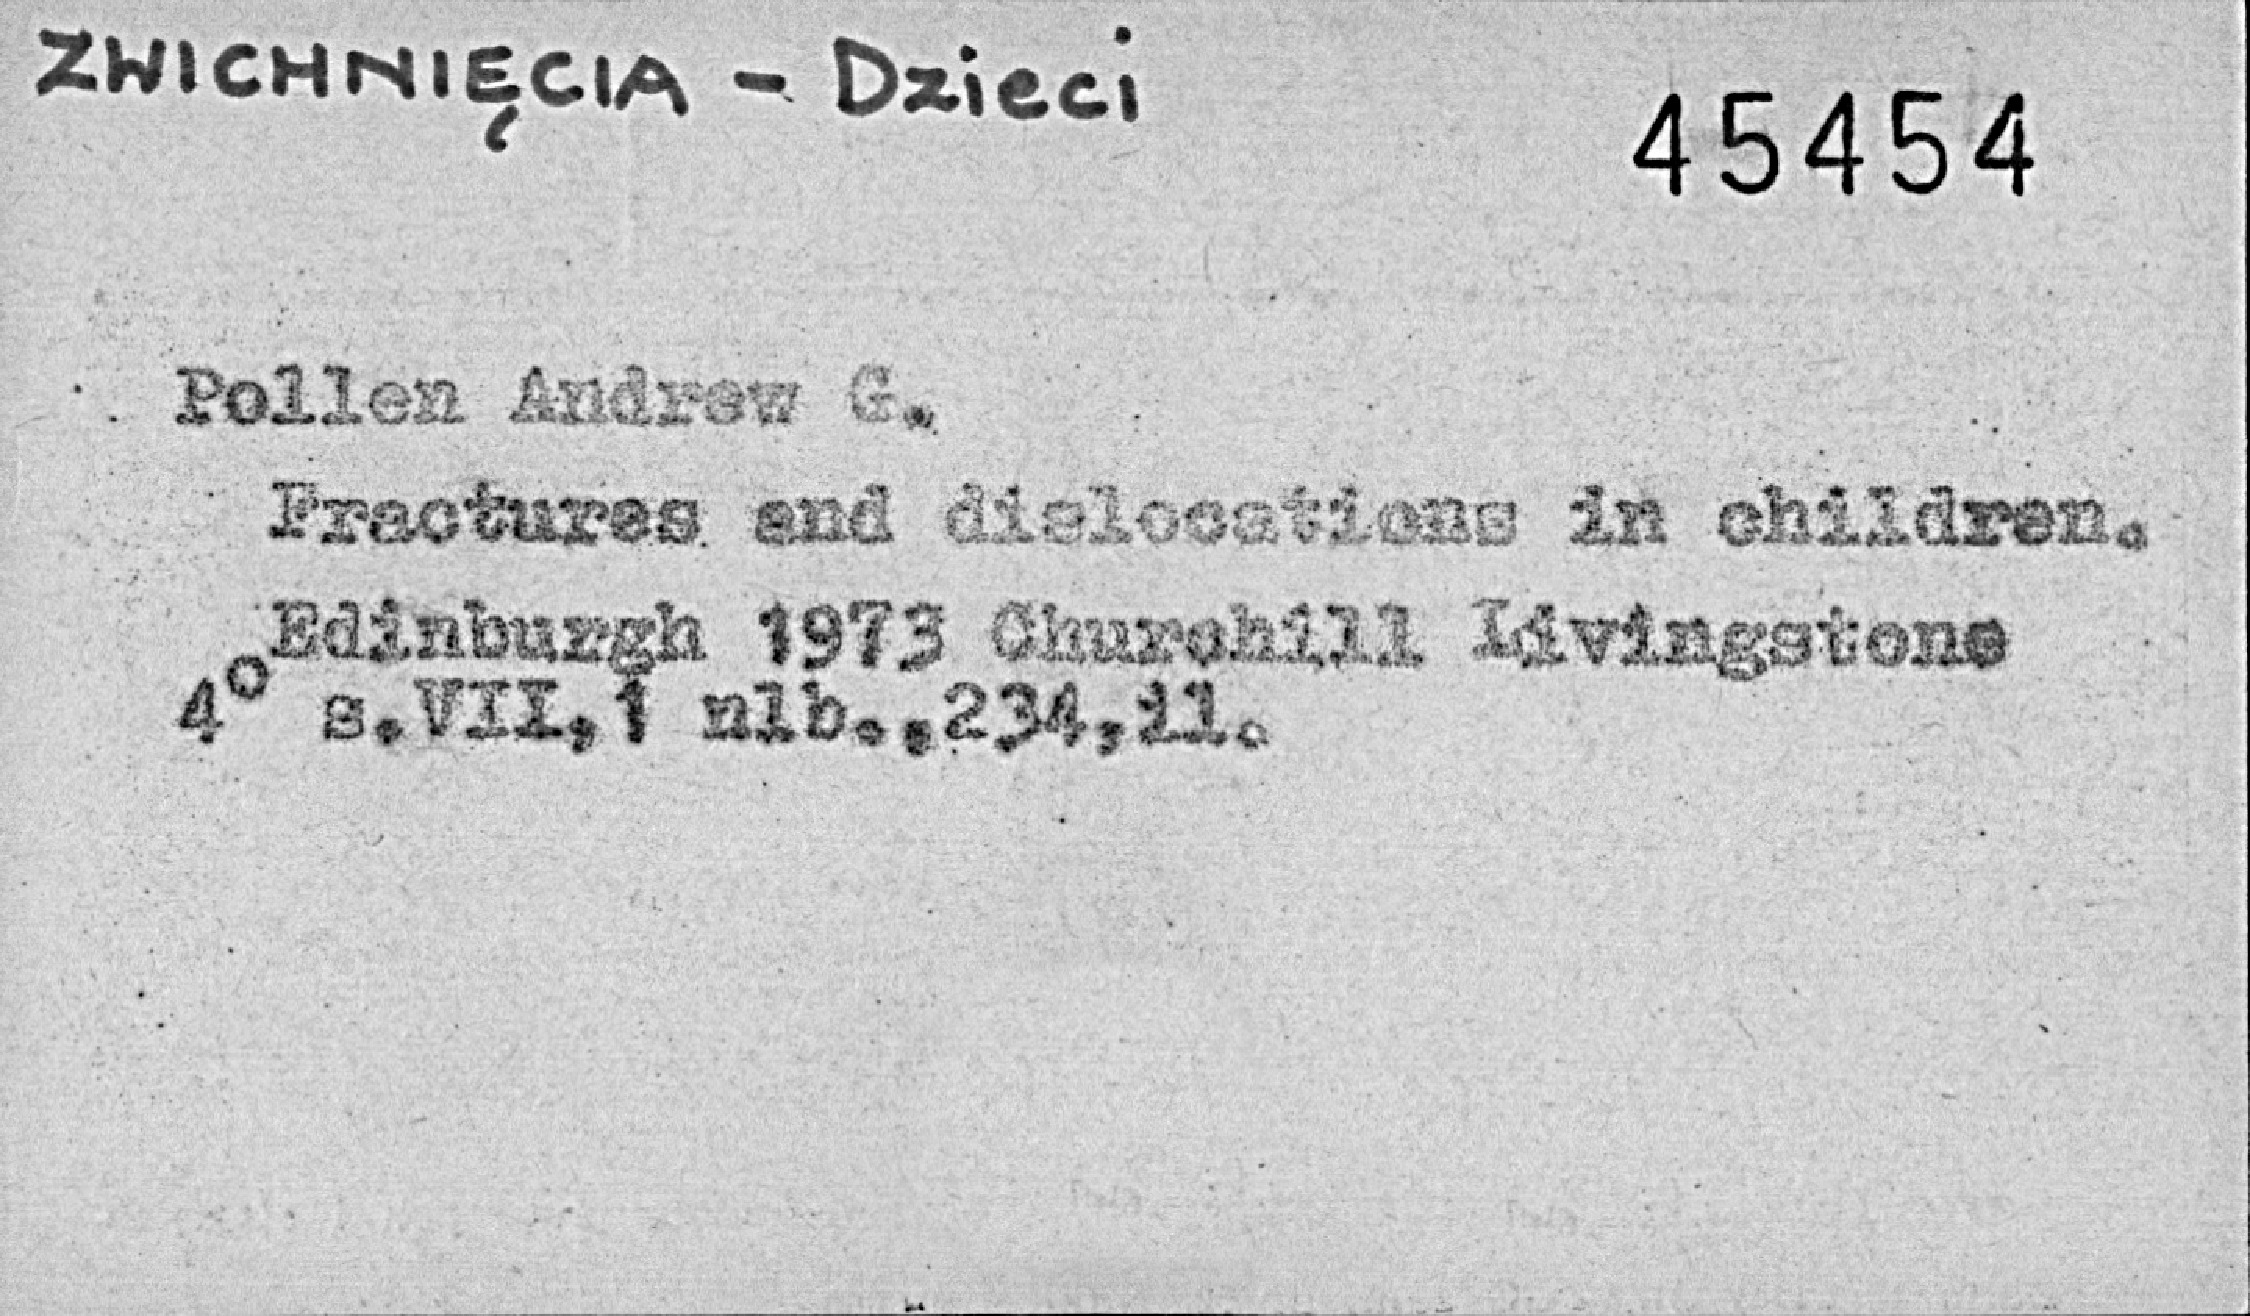 ZWICHNIĘCIA - Dzieci
45454
Pollen Andrew G.
Fractures and dislocations in children.
Edinburgh 1973 Churchill Livingstone
4° s.VII,1 nlb.,234,il.